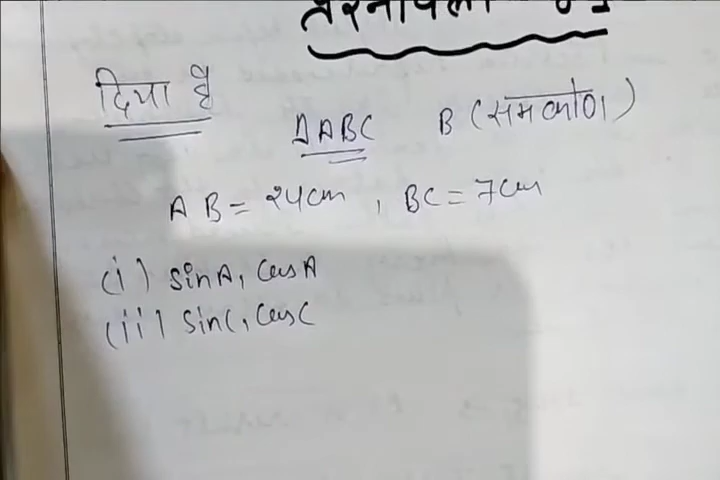 दिया है
ΔABC B (समकोण)
AB = 24cm, BC = 7cm
(i) sinA, cosA
(ii) sinC, cosC